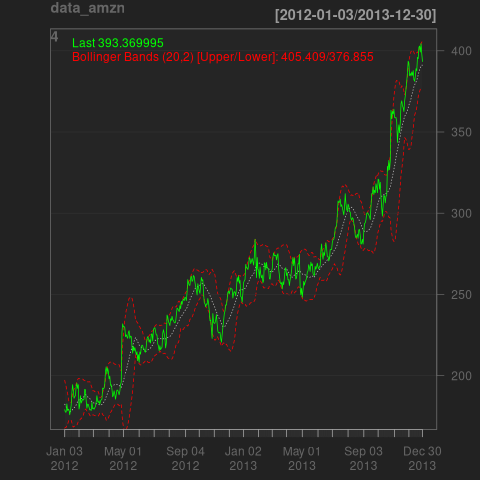 data_amzn
[2012-01-03/2013-12-30]
4
Last 393.369995
Bollinger Bands (20,2) [Upper/Lower]: 405.409/376.855
400
350
300
250
200
Jan 03 May 01 Sep 04 Jan 02 May 01 Sep 03 Dec 30
2012 2012 2012 2013 2013 2013 2013